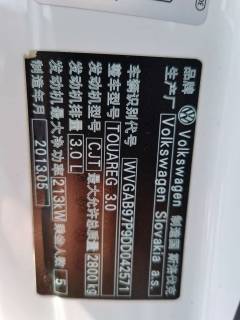 品牌 Volkswagen 制造国 斯洛伐克
生产厂 Volkswagen Slovakia a.s.
车辆识别代号 WVGAB97P9DD042571
整车型号 TOUAREG 3.0
发动机型号 CJT 最大允许总质量 2800 kg
发动机排量 3.0 L
发动机最大净功率 213kW 乘坐人数 5
制造年月 2013.05